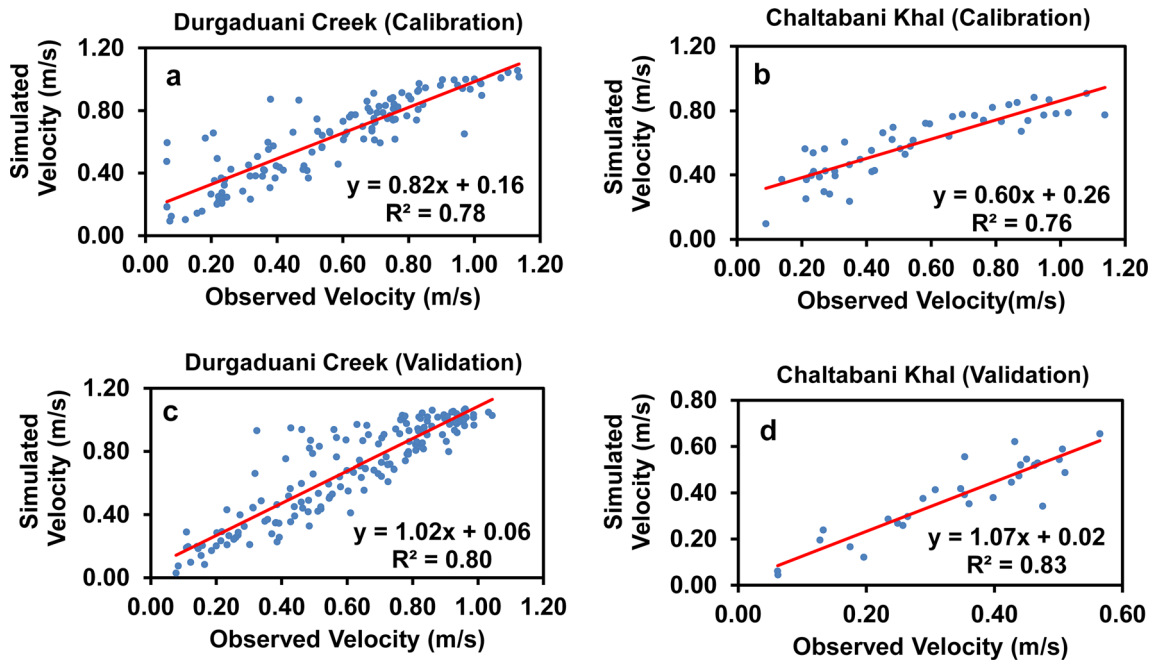 Durgaduani Creek (Calibration)
a
Simulated
Velocity (m/s)
1.20
0.80
0.40
0.00
y = 0.82x + 0.16
R² = 0.78
0.00 0.20 0.40 0.60 0.80 1.00 1.20
Observed Velocity (m/s)
Chaltabani Khal (Calibration)
b
Simulated
Velocity (m/s)
1.20
0.80
0.40
0.00
y = 0.60x + 0.26
R² = 0.76
0.00 0.20 0.40 0.60 0.80 1.00 1.20
Observed Velocity(m/s)
Durgaduani Creek (Validation)
c
Simulated
Velocity (m/s)
1.20
0.80
0.40
0.00
y = 1.02x + 0.06
R² = 0.80
0.00 0.20 0.40 0.60 0.80 1.00 1.20
Observed Velocity (m/s)
Chaltabani Khal (Validation)
d
Simulated
Velocity (m/s)
0.80
0.60
0.40
0.20
0.00
y = 1.07x + 0.02
R² = 0.83
0.00 0.20 0.40 0.60
Observed Velocity (m/s)